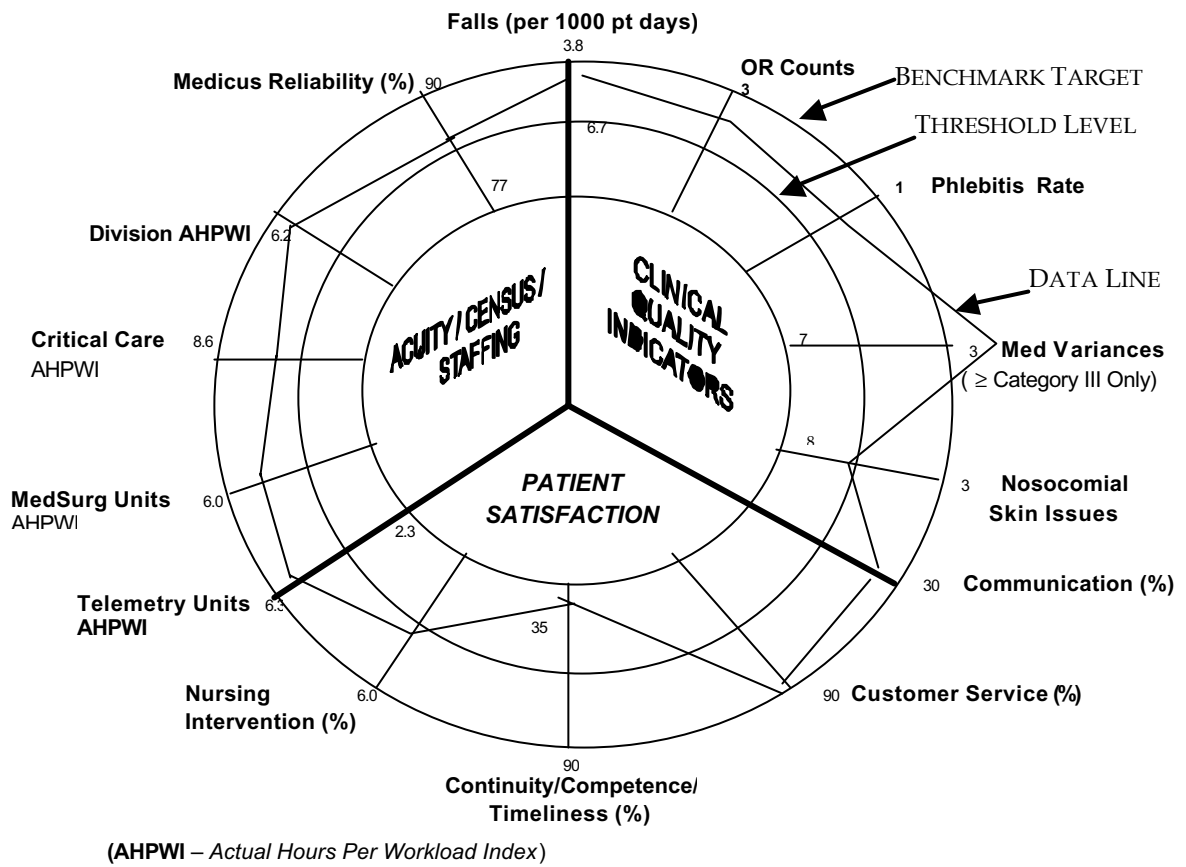 Falls (per 1000 pt days)
3.8
Medicus Reliability (%)
90
OR Counts
3
BENCHMARK TARGET
THRESHOLD LEVEL
6.7
77
1
Phlebitis Rate
Division AHPWI
6.2
ACUITY / CENSUS /
STAFFING
CLINICAL
QUALITY
INDICATORS
DATA LINE
Critical Care
AHPWI
8.6
7
3
Med Variances
( ≥ Category III Only)
8
MedSurg Units
AHPWI
6.0
PATIENT
SATISFACTION
3
Nosocomial
Skin Issues
2.3
Telemetry Units
AHPWI
6.3
30
Communication (%)
35
Nursing
Intervention (%)
6.0
90
Customer Service (%)
90
Continuity/Competence/
Timeliness (%)
(AHPWI – Actual Hours Per Workload Index)